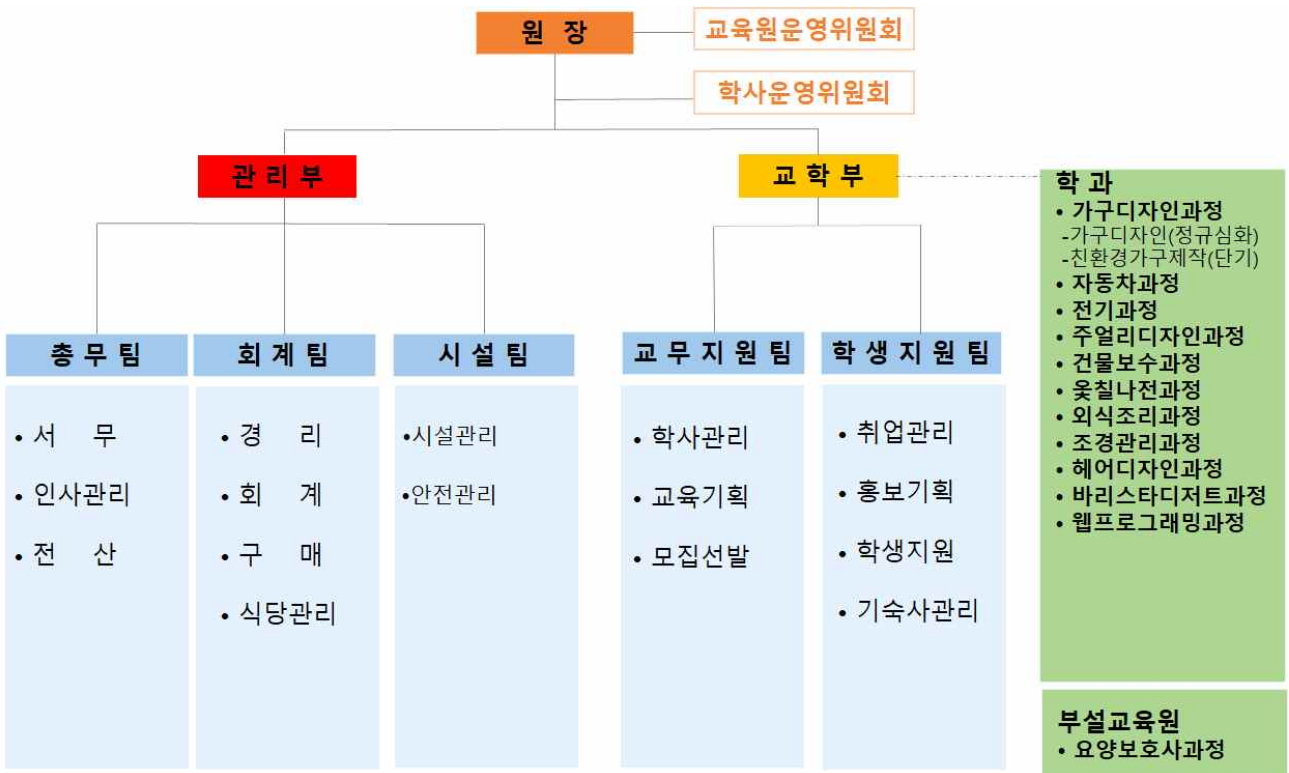 원 장
교육원운영위원회
학사운영위원회
관 리 부
교 학 부
총 무 팀
• 서 무
• 인사관리
• 전 산
회 계 팀
• 경 리
• 회 계
• 구 매
• 식당관리
시 설 팀
•시설관리
•안전관리
교 무 지 원 팀
• 학사관리
• 교육기획
• 모집선발
학 생 지 원 팀
• 취업관리
• 홍보기획
• 학생지원
• 기숙사관리
학 과
• 가구디자인과정
-가구디자인(정규심화)
-친환경가구제작(단기)
• 자동차과정
• 전기과정
• 주얼리디자인과정
• 건물보수과정
• 옻칠나전과정
• 외식조리과정
• 조경관리과정
• 헤어디자인과정
• 바리스타디저트과정
• 웹프로그래밍과정
부설교육원
• 요양보호사과정